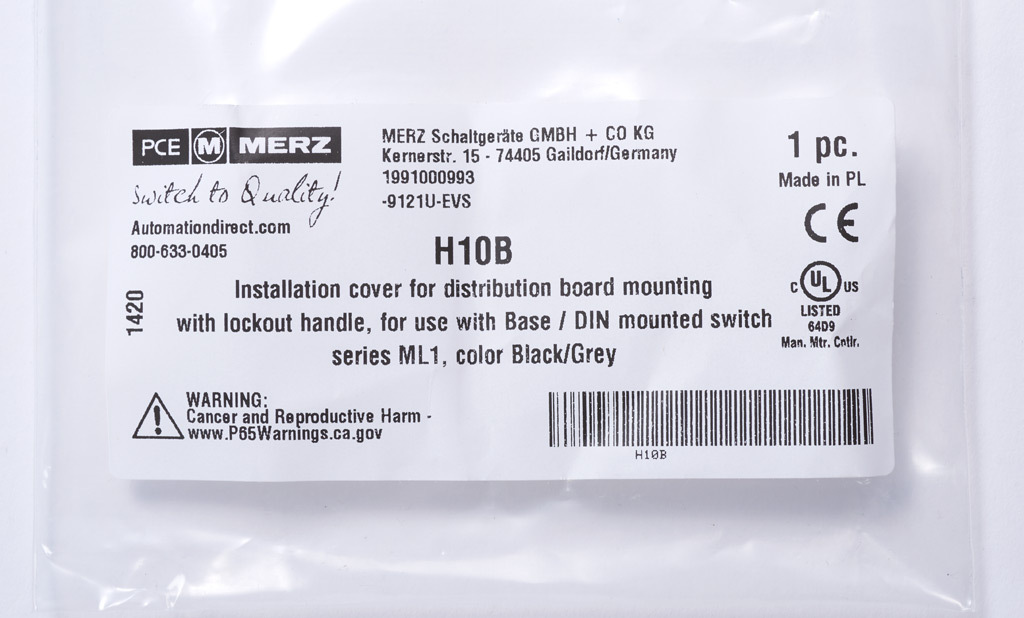 PCE M MERZ
Switch to Quality!
Automationdirect.com
800-633-0405
MERZ Schaltgeräte GMBH + CO KG
Kernerstr. 15 - 74405 Gaildorf/Germany
1991000993
-9121U-EVS
1 pc.
Made in PL
CE
C UL US
LISTED
64D9
Man. Mtr. Cntlr.
H10B
Installation cover for distribution board mounting
with lockout handle, for use with Base / DIN mounted switch
series ML1, color Black/Grey
1420
WARNING:
Cancer and Reproductive Harm -
www.P65Warnings.ca.gov
H10B